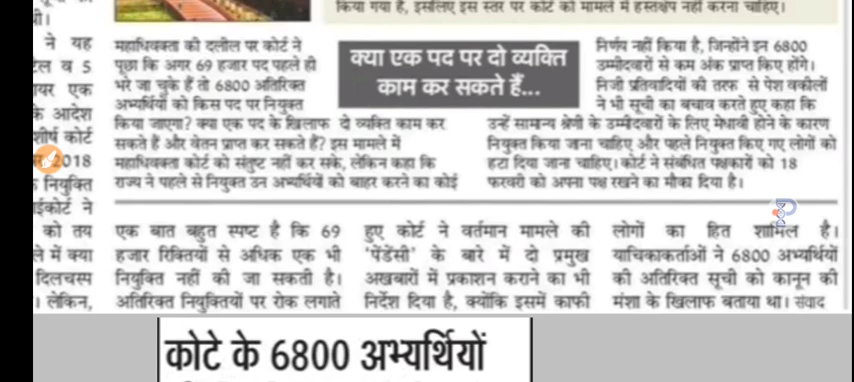 किया गया है, इसलिए इस स्तर पर कोर्ट को मामले में हस्तक्षेप नहीं करना चाहिए।
ने यह
ल व 5
यर एक
के आदेश
शीर्ष कोर्ट
2018
नियुक्ति
ईकोर्ट ने
को तय
ले में क्या
दिलचस्प
। लेकिन,
महाधिवक्ता की दलील पर कोर्ट ने
पूछा कि अगर 69 हजार पद पहले ही
भरे जा चुके हैं तो 6800 अतिरिक्त
अभ्यर्थियों को किस पद पर नियुक्त
किया जाएगा? क्या एक पद के खिलाफ दो व्यक्ति काम कर
सकते हैं और वेतन प्राप्त कर सकते हैं? इस मामले में
महाधिवक्ता कोर्ट को संतुष्ट नहीं कर सके, लेकिन कहा कि
राज्य ने पहले से नियुक्त उन अभ्यर्थियों को बाहर करने का कोई
क्या एक पद पर दो व्यक्ति
काम कर सकते हैं...
निर्णय नहीं किया है, जिन्होंने इन 6800
उम्मीदवारों से कम अंक प्राप्त किए होंगे।
निजी प्रतिवादियों की तरफ से पेश वकीलों
ने भी सूची का बचाव करते हुए कहा कि
उन्हें सामान्य श्रेणी के उम्मीदवारों के लिए मेधावी होने के कारण
नियुक्त किया जाना चाहिए और पहले नियुक्त किए गए लोगों को
हटा दिया जाना चाहिए। कोर्ट ने संबंधित पक्षकारों को 18
फरवरी को अपना पक्ष रखने का मौका दिया है।
एक बात बहुत स्पष्ट है कि 69
हजार रिक्तियों से अधिक एक भी
नियुक्ति नहीं की जा सकती है।
अतिरिक्त नियुक्तियों पर रोक लगाते
हुए कोर्ट ने वर्तमान मामले की
'पेंडेंसी' के बारे में दो प्रमुख
अखबारों में प्रकाशन कराने का भी
निर्देश दिया है, क्योंकि इसमें काफी
लोगों का हित शामिल है।
याचिकाकर्ताओं ने 6800 अभ्यर्थियों
की अतिरिक्त सूची को कानून की
मंशा के खिलाफ बताया था। संवाद
कोटे के 6800 अभ्यर्थियों